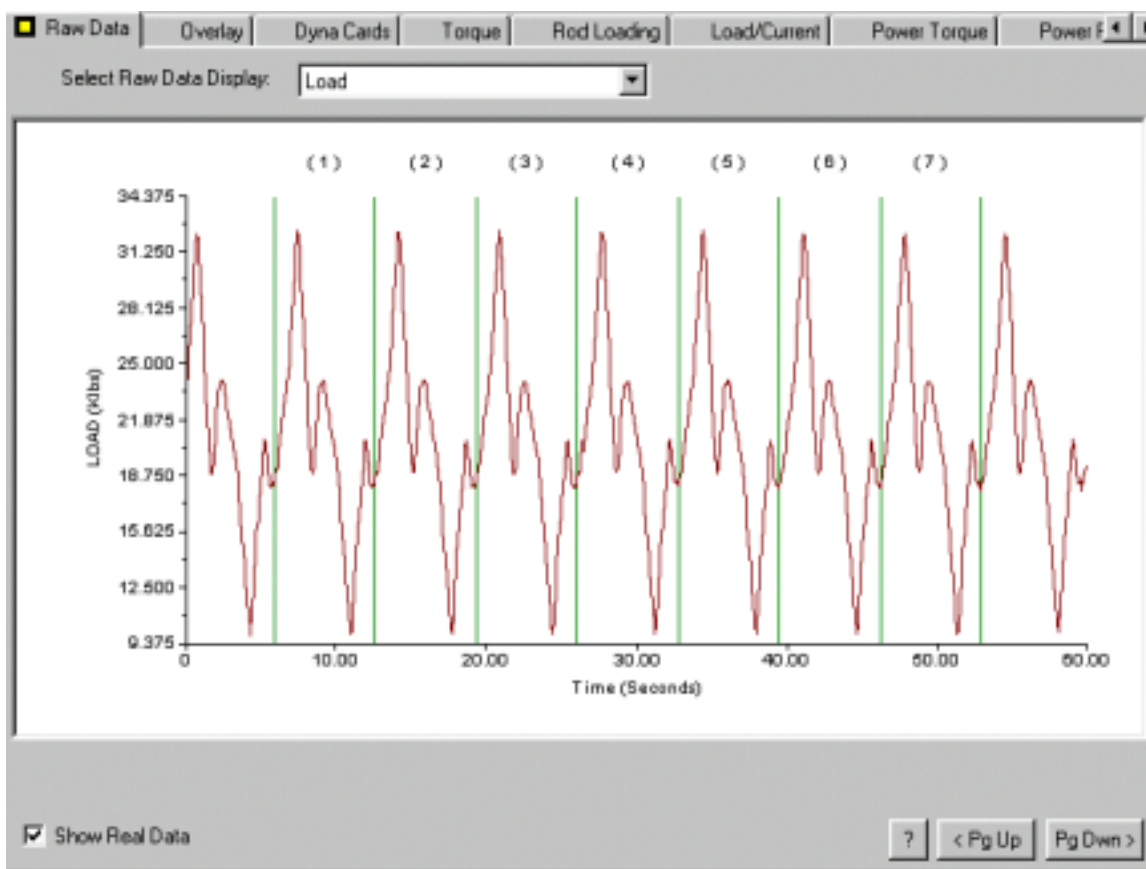 Raw Data Overlay Dyna Cards Torque Rod Loading Load/Current Power Torque Power
Select Raw Data Display: Load
(1) (2) (3) (4) (5) (6) (7)
34.375
31.250
28.125
25.000
21.875
18.750
15.625
12.500
9.375
LOAD (Klbs)
0 10.00 20.00 30.00 40.00 50.00 60.00
Time (Seconds)
Show Real Data
? < Pg Up Pg Dwn >